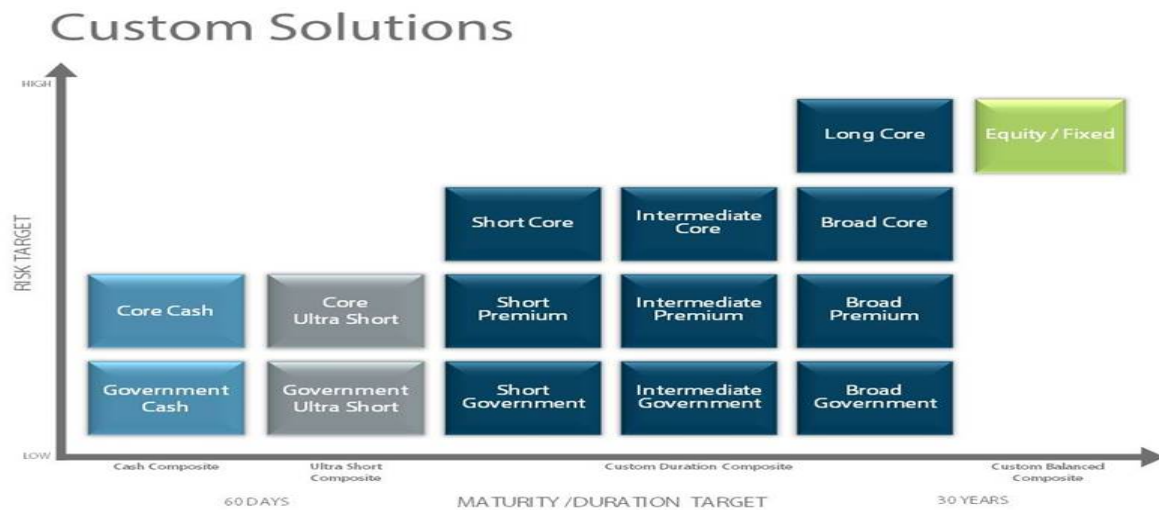 Custom Solutions
HIGH
Long Core
Equity / Fixed
RISK TARGET
Short Core
Intermediate
Core
Broad Core
Core Cash
Core
Ultra Short
Short
Premium
Intermediate
Premium
Broad
Premium
Government
Cash
Government
Ultra Short
Short
Government
Intermediate
Government
Broad
Government
LOW
Cash Composite
Ultra Short
Composite
Custom Duration Composite
Custom Balanced
Composite
60 DAYS
MATURITY /DURATION TARGET
30 YEARS